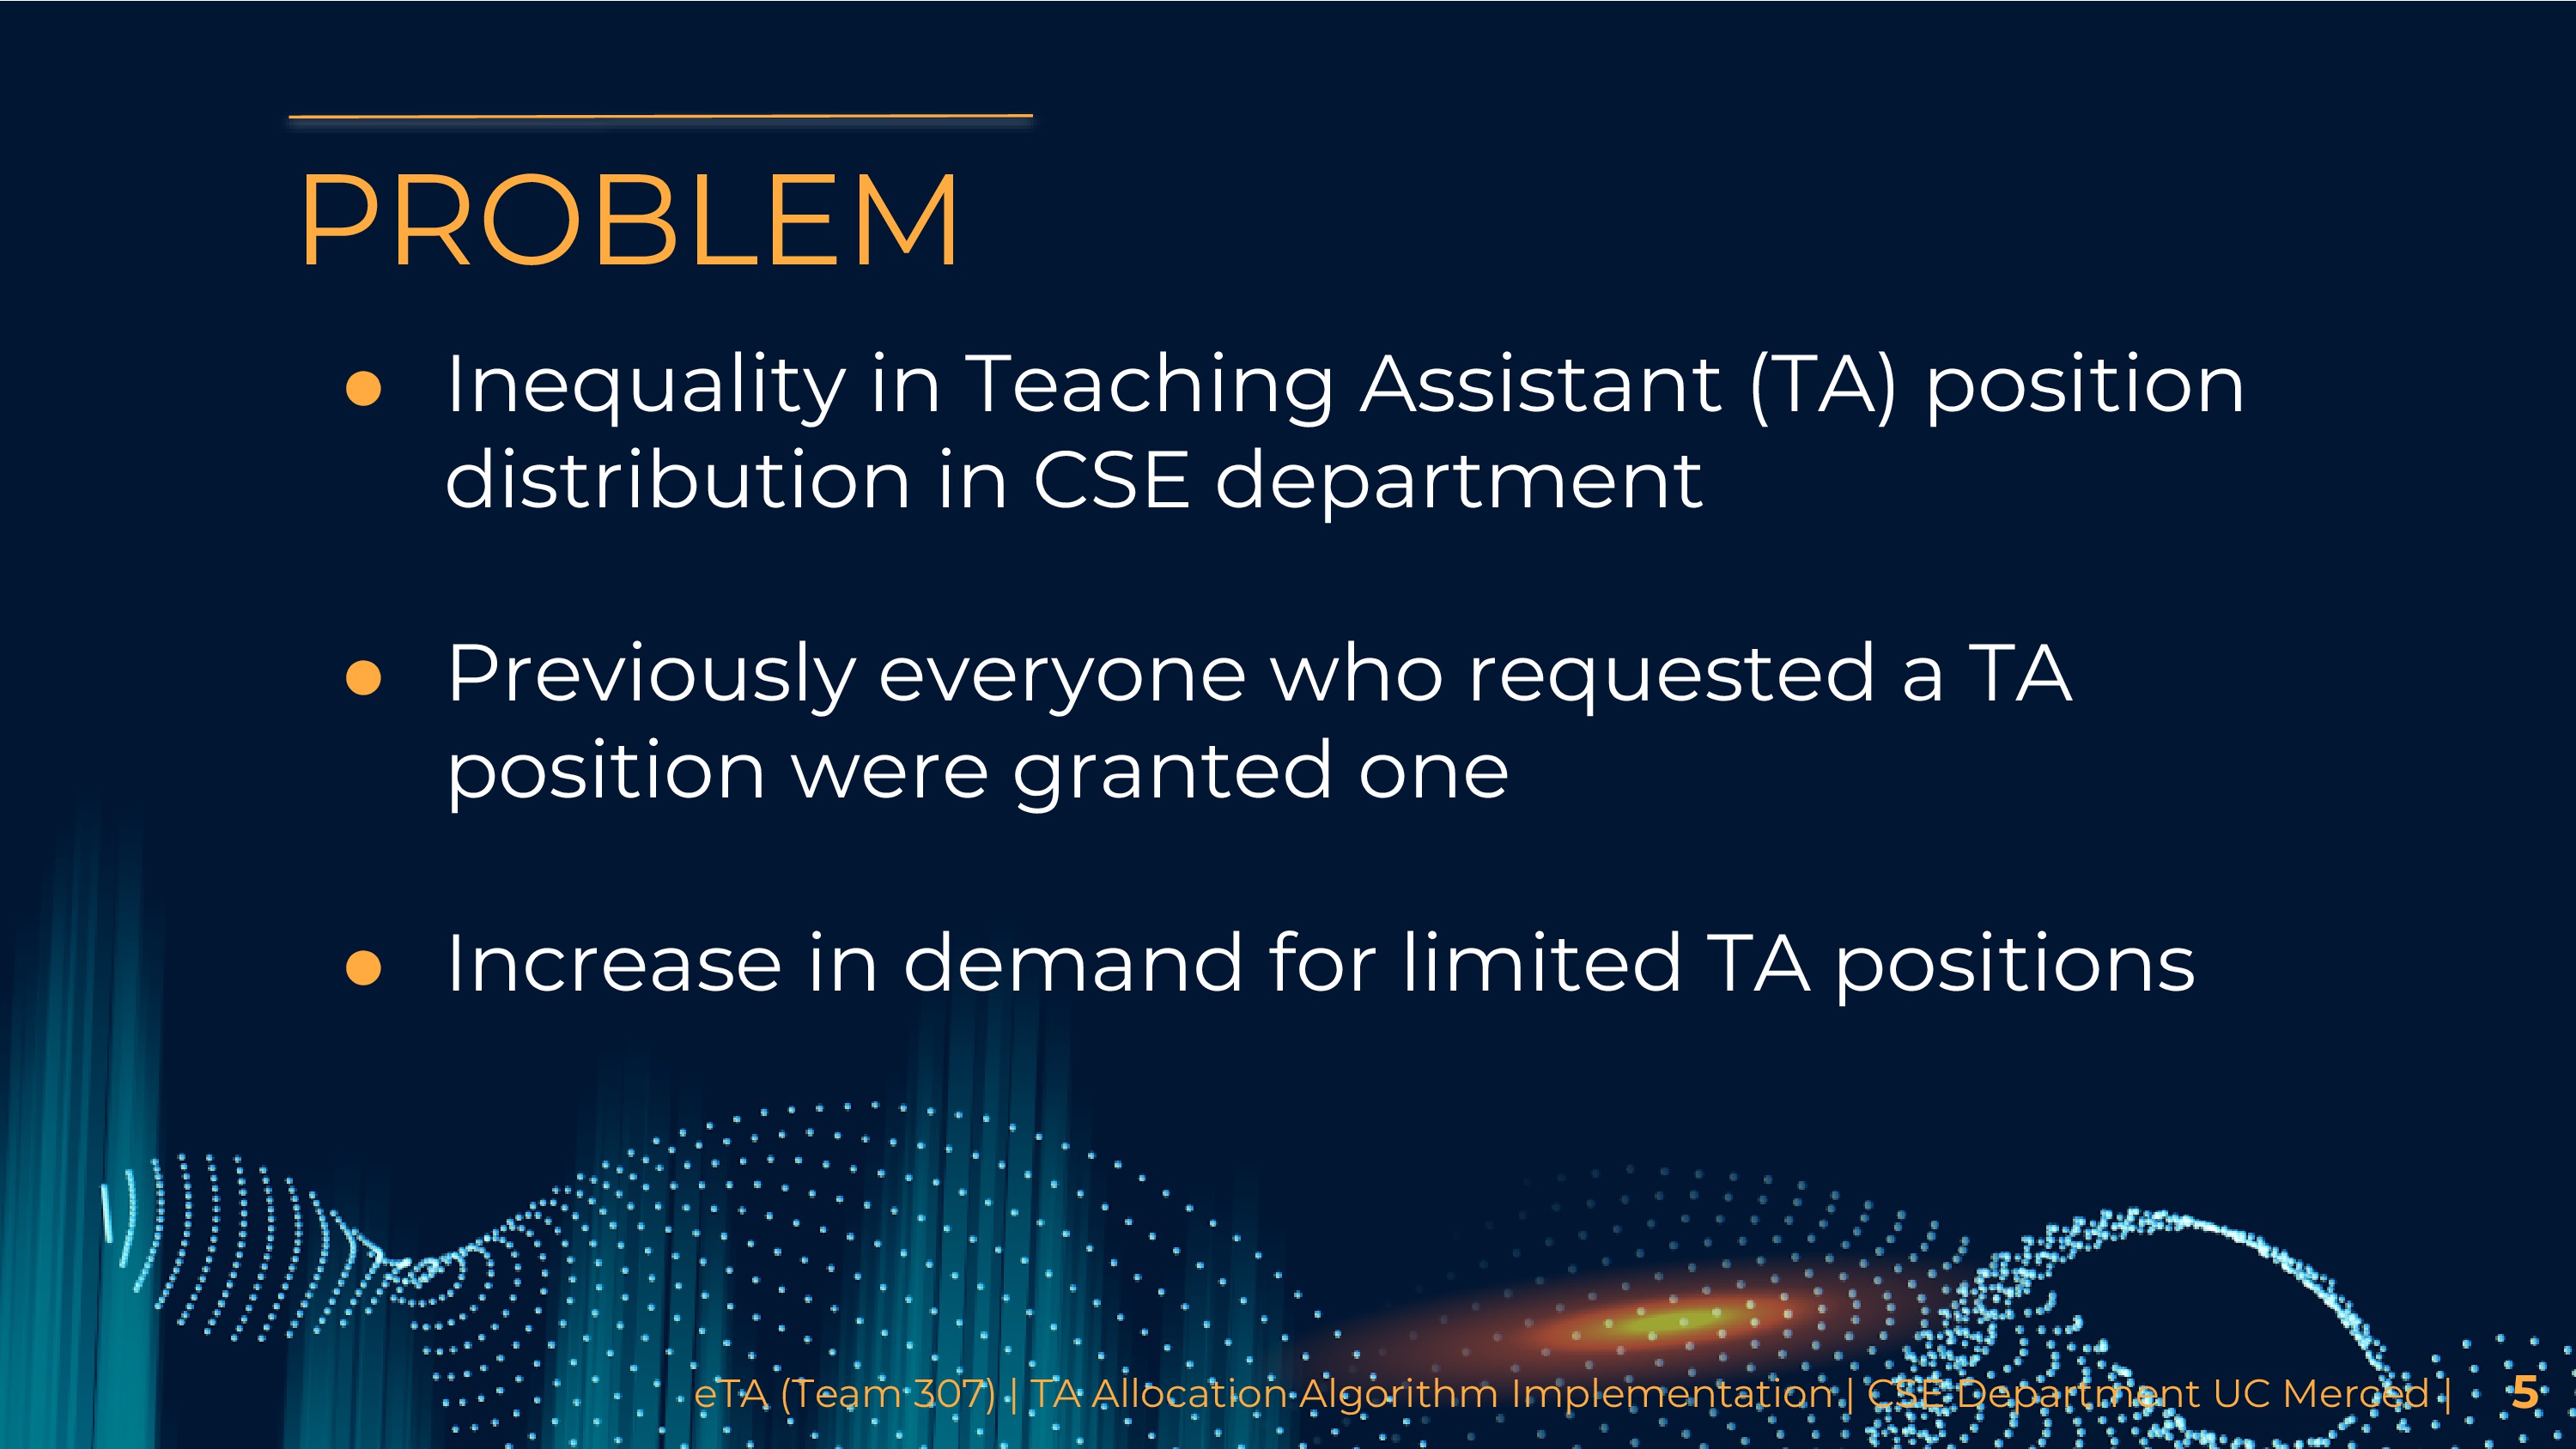 PROBLEM
● Inequality in Teaching Assistant (TA) position
distribution in CSE department
● Previously everyone who requested a TA
position were granted one
● Increase in demand for limited TA positions
eTA (Team 307) | TA Allocation Algorithm Implementation | CSE Department UC Merced | 5